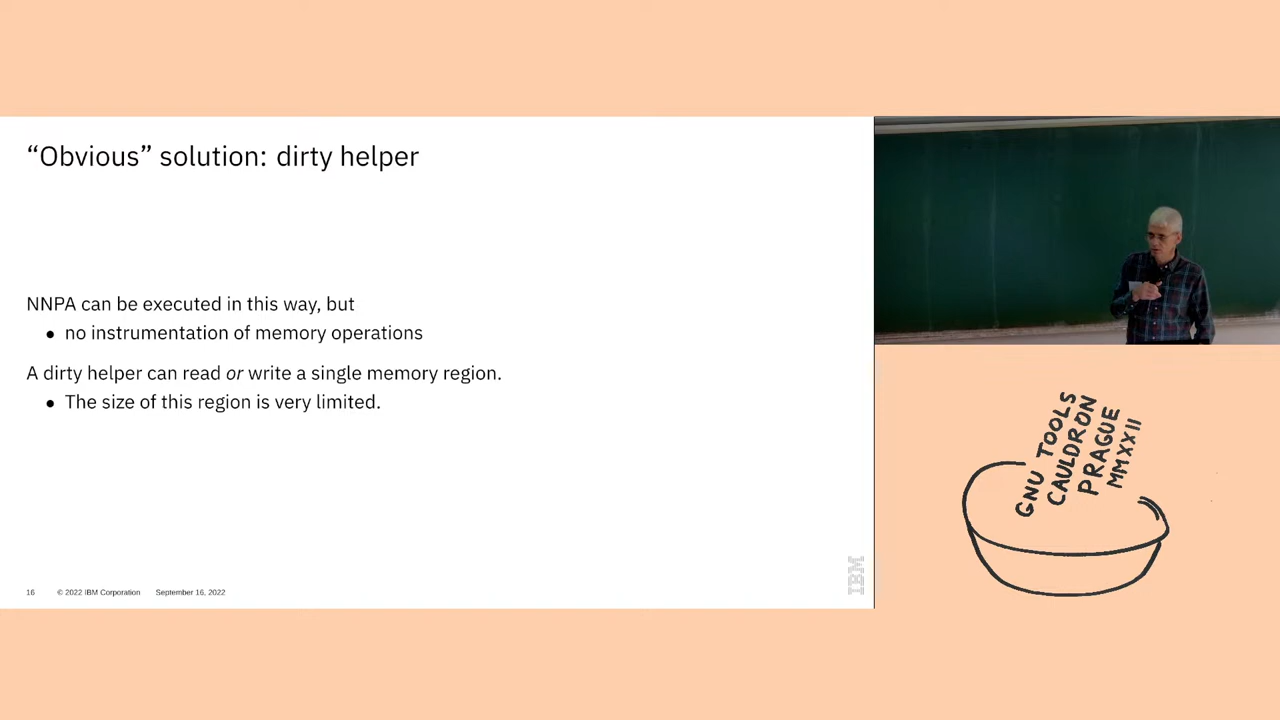 “Obvious” solution: dirty helper
NNPA can be executed in this way, but
● no instrumentation of memory operations
A dirty helper can read or write a single memory region.
● The size of this region is very limited.
16 © 2022 IBM Corporation September 16, 2022
IBM
GNU TOOLS
CAULDRON
PRAGUE
MMXXII